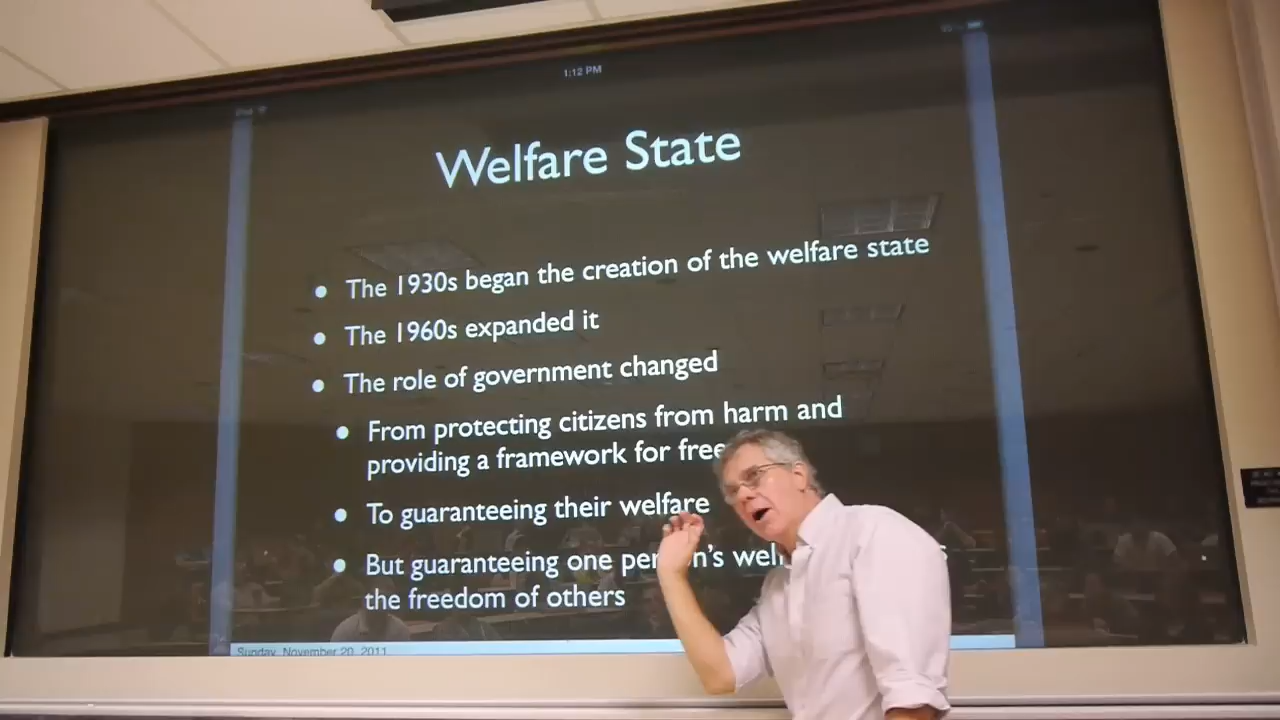 1:12 PM
Welfare State
• The 1930s began the creation of the welfare state
• The 1960s expanded it
• The role of government changed
• From protecting citizens from harm and
providing a framework for free
• To guaranteeing their welfare
• But guaranteeing one person's wel
the freedom of others
Sunday, November 20, 2011